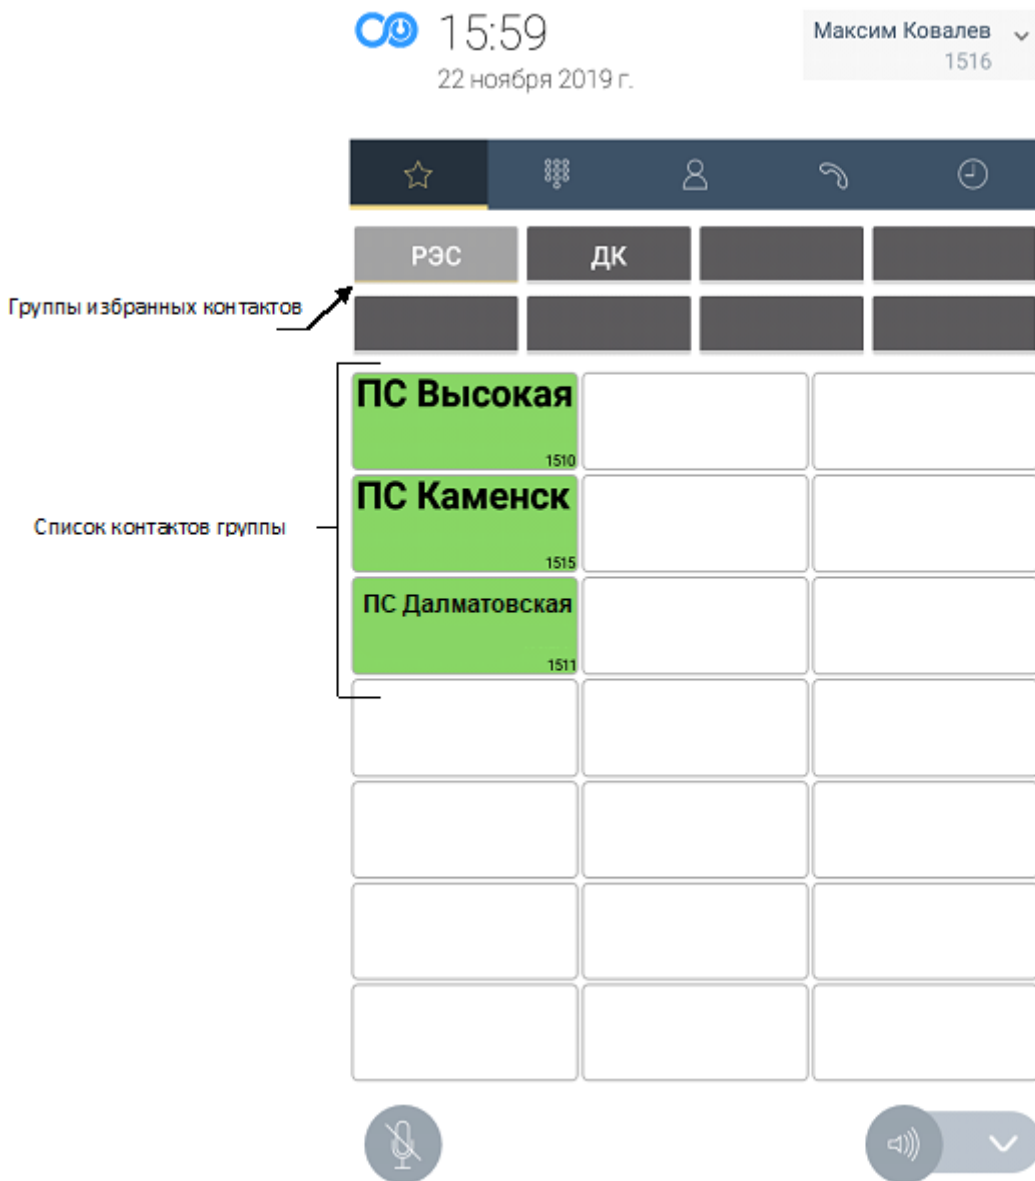 15:59
22 ноября 2019 г.
Максим Ковалев
1516
РЭС
ДК
Группы избранных контактов
ПС Высокая
1510
ПС Каменск
1515
Список контактов группы
ПС Далматовская
1511